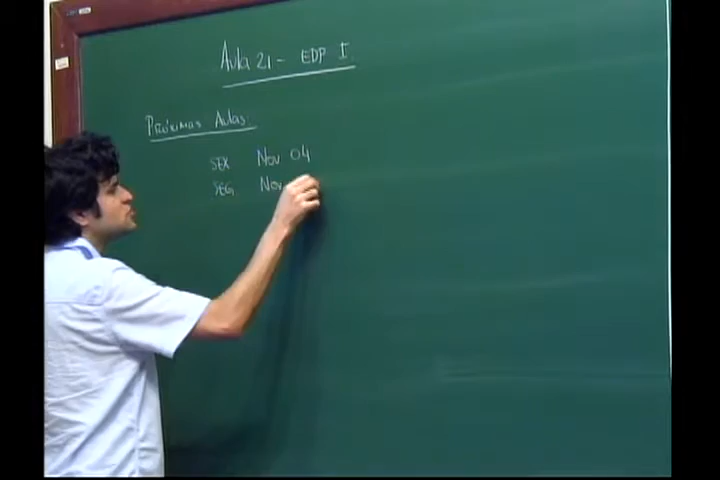 Aula 21 - EDP I
Próximas Aulas:
SEX Nov 04
SEG Nov